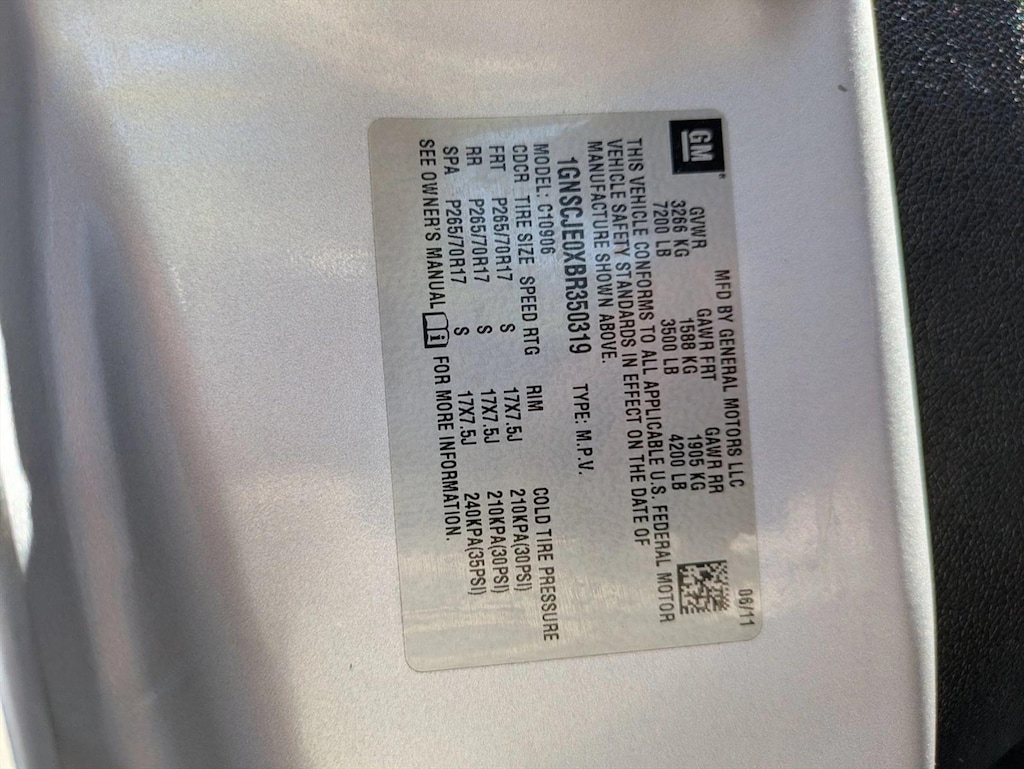 GM
MFD BY GENERAL MOTORS LLC 06/11
GVWR GAWR FRT GAWR RR
3266 KG 1588 KG 1905 KG
7200 LB 3500 LB 4200 LB
THIS VEHICLE CONFORMS TO ALL APPLICABLE U.S. FEDERAL MOTOR
VEHICLE SAFETY STANDARDS IN EFFECT ON THE DATE OF
MANUFACTURE SHOWN ABOVE.
1GNSCJE0XBR350319 TYPE: M.P.V.
MODEL: C10906
CDCR TIRE SIZE SPEED RTG RIM COLD TIRE PRESSURE
FRT P265/70R17 S 17X7.5J 210KPA(30PSI)
RR P265/70R17 S 17X7.5J 210KPA(30PSI)
SPA P265/70R17 S 17X7.5J 240KPA(35PSI)
SEE OWNER'S MANUAL FOR MORE INFORMATION.